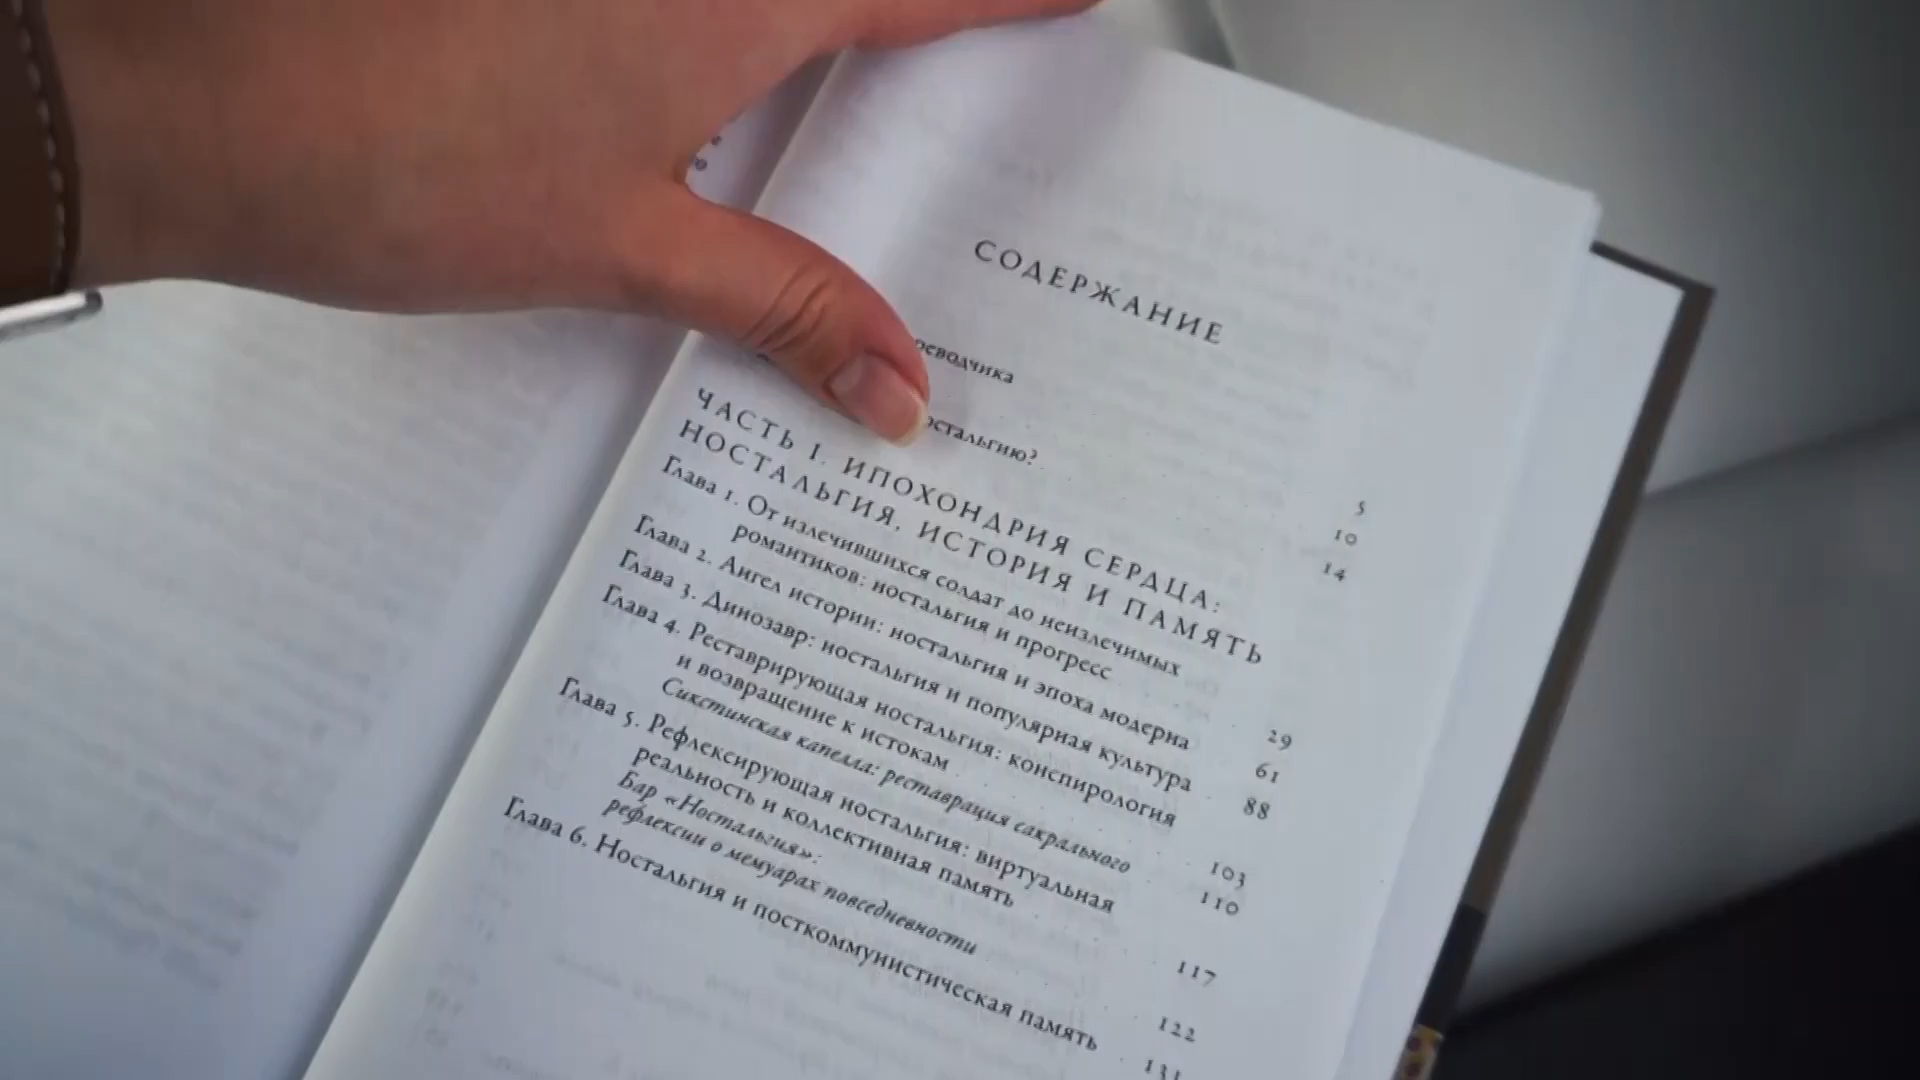 СОДЕРЖАНИЕ
5
остальгию? 10
ЧАСТЬ I. ИПОХОНДРИЯ СЕРДЦА:
НОСТАЛЬГИЯ, ИСТОРИЯ И ПАМЯТЬ 14
Глава 1. От излечившихся солдат до неизлечимых
романтиков: ностальгия и прогресс 29
Глава 2. Ангел истории: ностальгия и эпоха модерна 61
Глава 3. Динозавр: ностальгия и популярная культура 88
Глава 4. Реставрирующая ностальгия: конспирология
и возвращение к истокам 103
Сикстинская капелла: реставрация сакрального 110
Глава 5. Рефлексирующая ностальгия: виртуальная
реальность и коллективная память 117
Бар «Ностальгия»:
рефлексии о мемуарах повседневности 122
Глава 6. Ностальгия и посткоммунистическая память 131